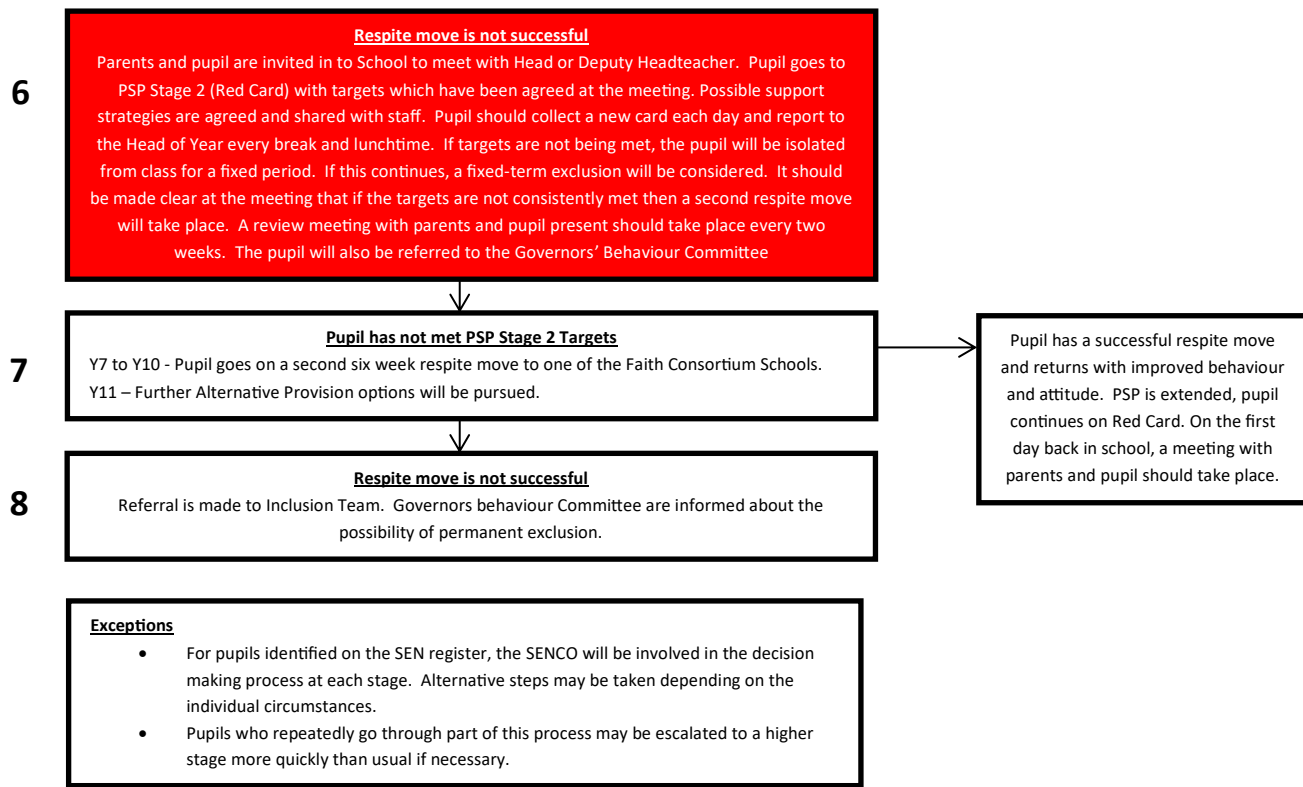 6
Respite move is not successful
Parents and pupil are invited in to School to meet with Head or Deputy Headteacher.  Pupil goes to
PSP Stage 2 (Red Card) with targets which have been agreed at the meeting. Possible support
strategies are agreed and shared with staff.  Pupil should collect a new card each day and report to
the Head of Year every break and lunchtime.  If targets are not being met, the pupil will be isolated
from class for a fixed period.  If this continues, a fixed-term exclusion will be considered.  It should
be made clear at the meeting that if the targets are not consistently met then a second respite move
will take place.  A review meeting with parents and pupil present should take place every two
weeks.  The pupil will also be referred to the Governors’ Behaviour Committee
7
Pupil has not met PSP Stage 2 Targets
Y7 to Y10 - Pupil goes on a second six week respite move to one of the Faith Consortium Schools.
Y11 – Further Alternative Provision options will be pursued.
Pupil has a successful respite move
and returns with improved behaviour
and attitude.  PSP is extended, pupil
continues on Red Card. On the first
day back in school, a meeting with
parents and pupil should take place.
8
Respite move is not successful
Referral is made to Inclusion Team.  Governors behaviour Committee are informed about the
possibility of permanent exclusion.
Exceptions
• For pupils identified on the SEN register, the SENCO will be involved in the decision
making process at each stage.  Alternative steps may be taken depending on the
individual circumstances.
• Pupils who repeatedly go through part of this process may be escalated to a higher
stage more quickly than usual if necessary.